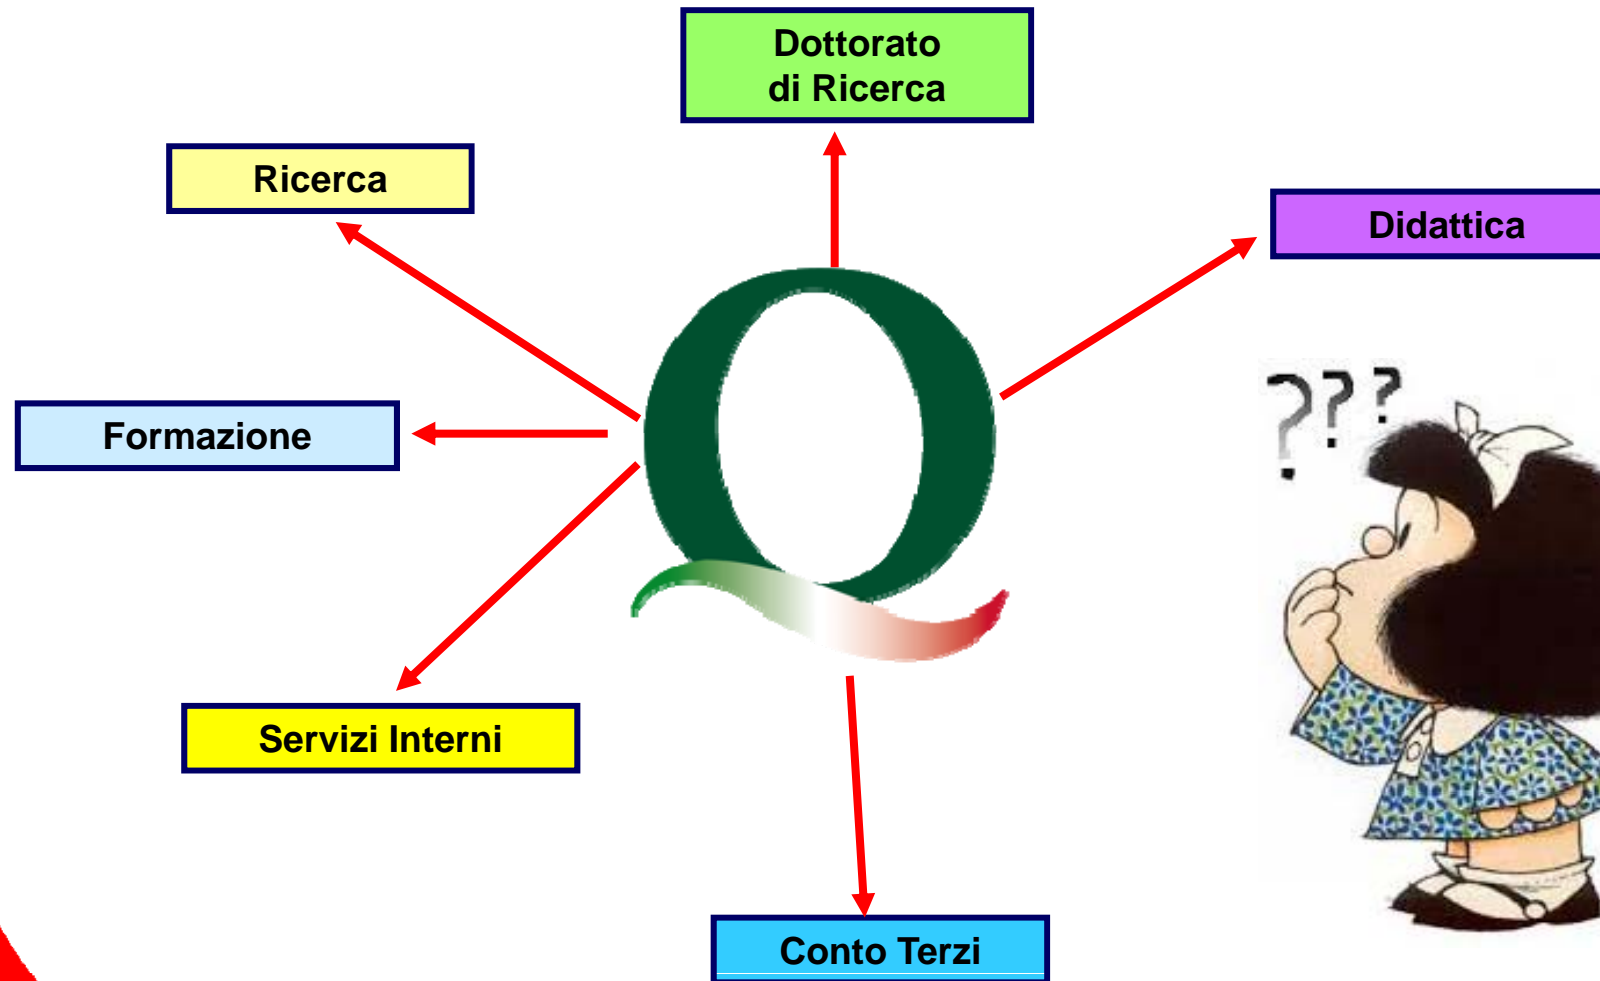 Dottorato
di Ricerca
Ricerca
Didattica
???
Formazione
Q
Servizi Interni
Conto Terzi